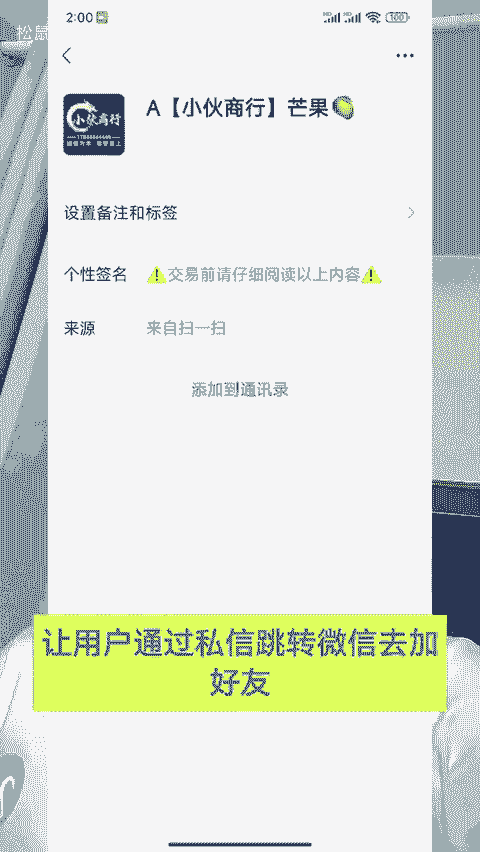 2:00
松鼠
A【小伙商行】芒果
小伙商行
设置备注和标签
个性签名 ⚠️交易前请仔细阅读以上内容⚠️
来源 来自扫一扫
添加到通讯录
让用户通过私信跳转微信去加
好友